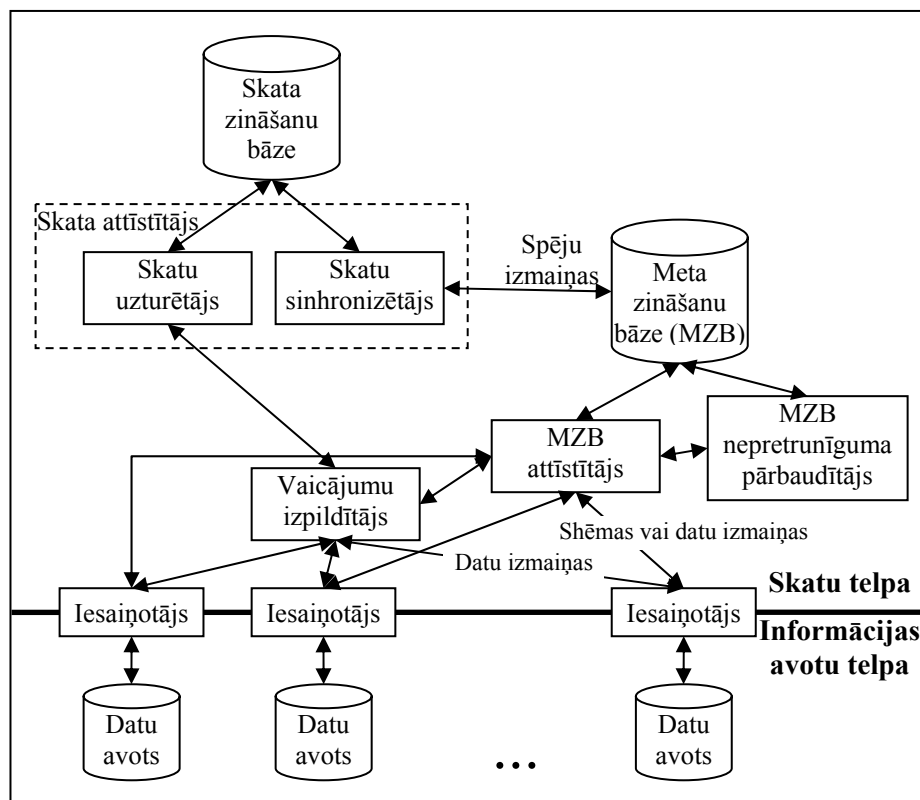 Skata
zināšanu
bāze
Skata attīstītājs
Skatu
uzturētājs
Skatu
sinhronizētājs
Spēju
izmaiņas
Meta
zināšanu
bāze (MZB)
MZB
attīstītājs
MZB
nepretrunīguma
pārbaudītājs
Vaicājumu
izpildītājs
Shēmas vai datu izmaiņas
Datu izmaiņas
Skatu telpa
Iesaiņotājs
Iesaiņotājs
Iesaiņotājs
Informācijas
avotu telpa
Datu
avots
Datu
avots
...
Datu
avots